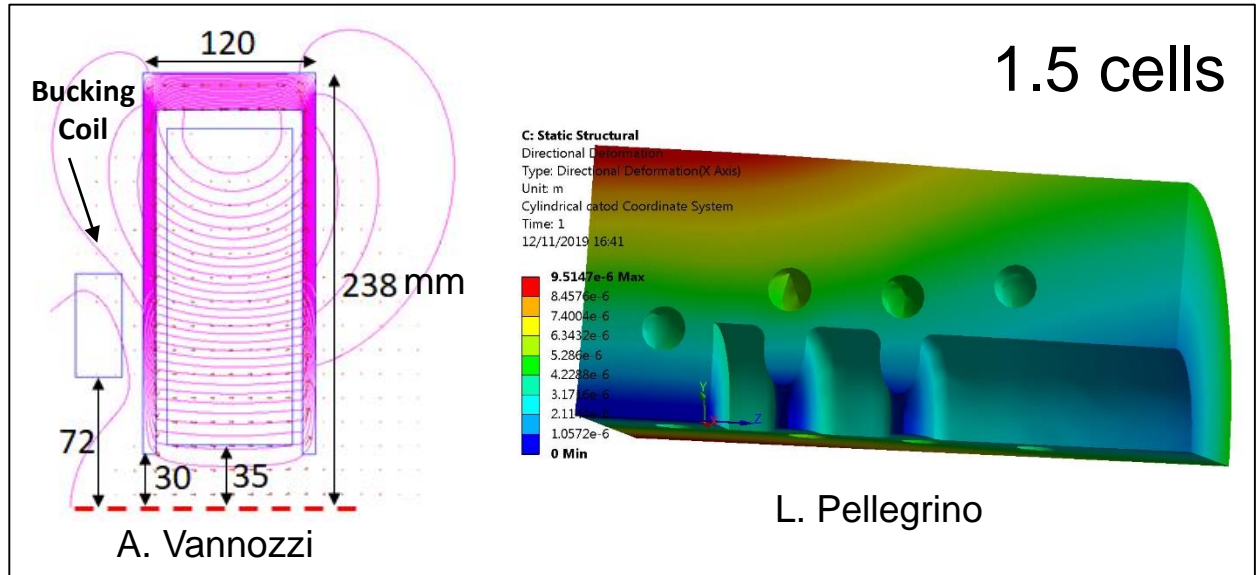 120
Bucking
Coil
238 mm
72
30
35
A. Vannozzi
1.5 cells
C: Static Structural
Directional Deformation
Type: Directional Deformation(X Axis)
Unit: m
Cylindrical catod Coordinate System
Time: 1
12/11/2019 16:41
9.5147e-6 Max
8.4576e-6
7.4004e-6
6.3432e-6
5.286e-6
4.2288e-6
1.0572e-6
0 Min
Y
Z
L. Pellegrino